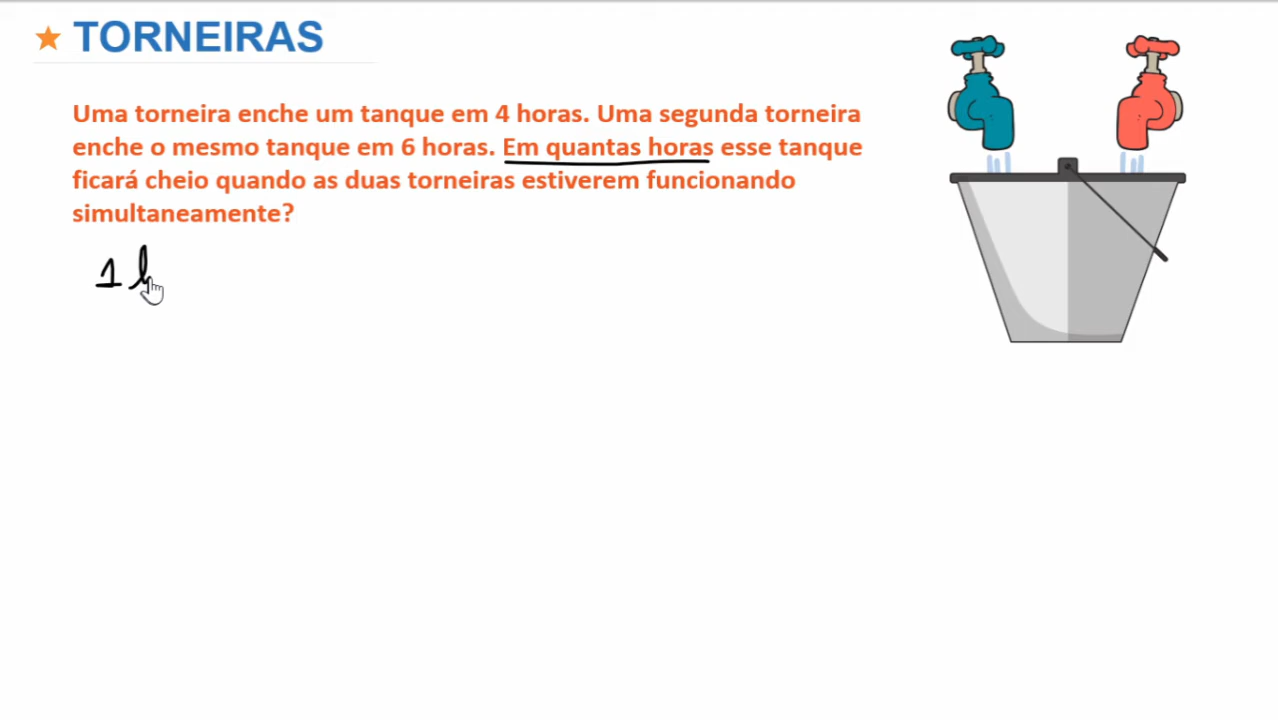 TORNEIRAS
Uma torneira enche um tanque em 4 horas. Uma segunda torneira
enche o mesmo tanque em 6 horas. Em quantas horas esse tanque
ficará cheio quando as duas torneiras estiverem funcionando
simultaneamente?
1 h